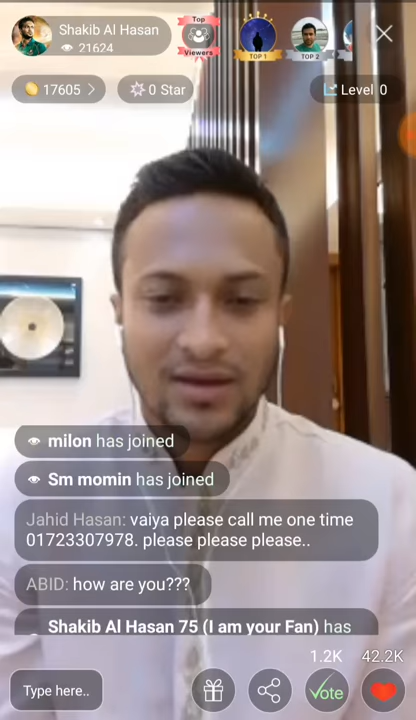 Shakib Al Hasan
21624
Top
Viewers
TOP 1
TOP 2
17605
0 Star
Level 0
milon has joined
Sm momin has joined
Jahid Hasan: vaiya please call me one time
01723307978. please please please..
ABID: how are you???
Shakib Al Hasan 75 (I am your Fan) has
1.2K
42.2K
Type here..
Vote